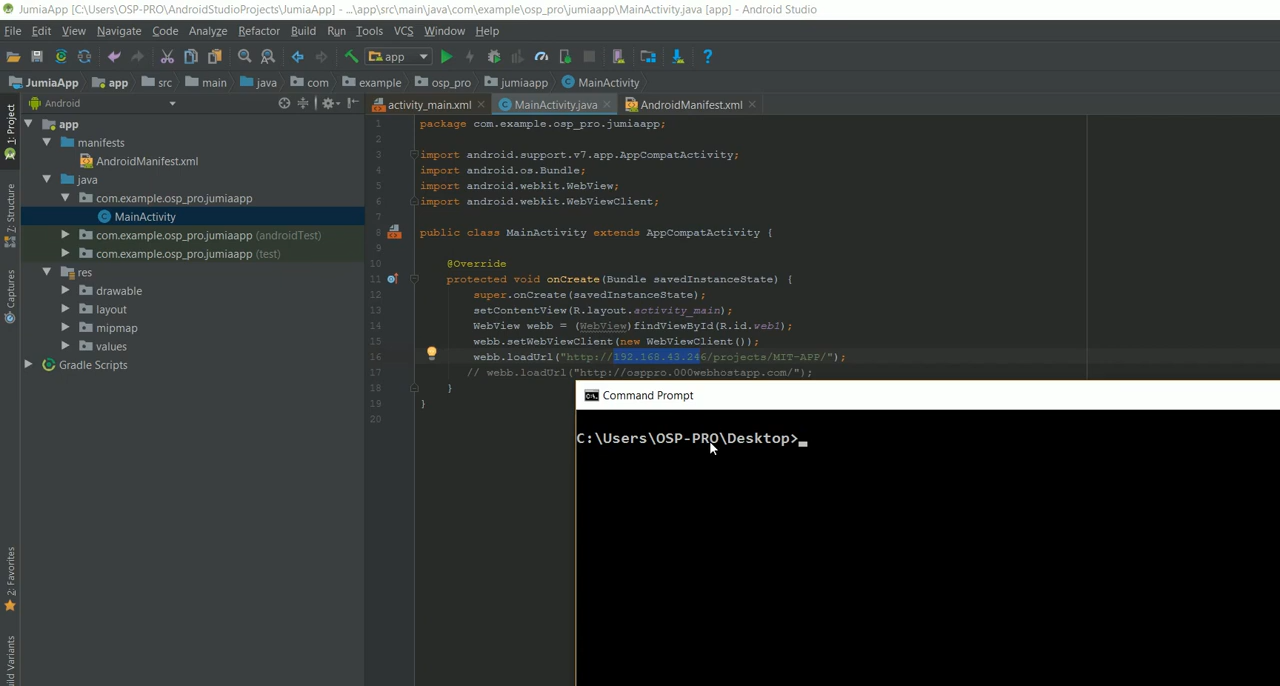 JumiaApp [C:\Users\OSP-PRO\AndroidStudioProjects\JumiaApp] - ...\app\src\main\java\com\example\osp_pro\jumiaapp\MainActivity.java [app] - Android Studio
File Edit View Navigate Code Analyze Refactor Build Run Tools VCS Window Help
app
JumiaApp app src main java com example osp_pro jumiaapp MainActivity
Android
activity_main.xml MainActivity.java AndroidManifest.xml
1: Project
Z: Structure
Captures
2: Favorites
ild Variants
app
manifests
AndroidManifest.xml
java
com.example.osp_pro.jumiaapp
MainActivity
com.example.osp_pro.jumiaapp (androidTest)
com.example.osp_pro.jumiaapp (test)
res
drawable
layout
mipmap
values
Gradle Scripts
1 package com.example.osp_pro.jumiaapp;
2
3 import android.support.v7.app.AppCompatActivity;
4 import android.os.Bundle;
5 import android.webkit.WebView;
6 import android.webkit.WebViewClient;
7
8 public class MainActivity extends AppCompatActivity {
9
10 @Override
11 protected void onCreate(Bundle savedInstanceState) {
12 super.onCreate(savedInstanceState);
13 setContentView(R.layout.activity_main);
14 WebView webb = (WebView)findViewById(R.id.web1);
15 webb.setWebViewClient(new WebViewClient());
16 webb.loadUrl("http://192.168.43.246/projects/MIT-APP/");
17 // webb.loadUrl("http://osppro.000webhostapp.com/");
18 }
19 }
20
Command Prompt
C:\Users\OSP-PRO\Desktop>_